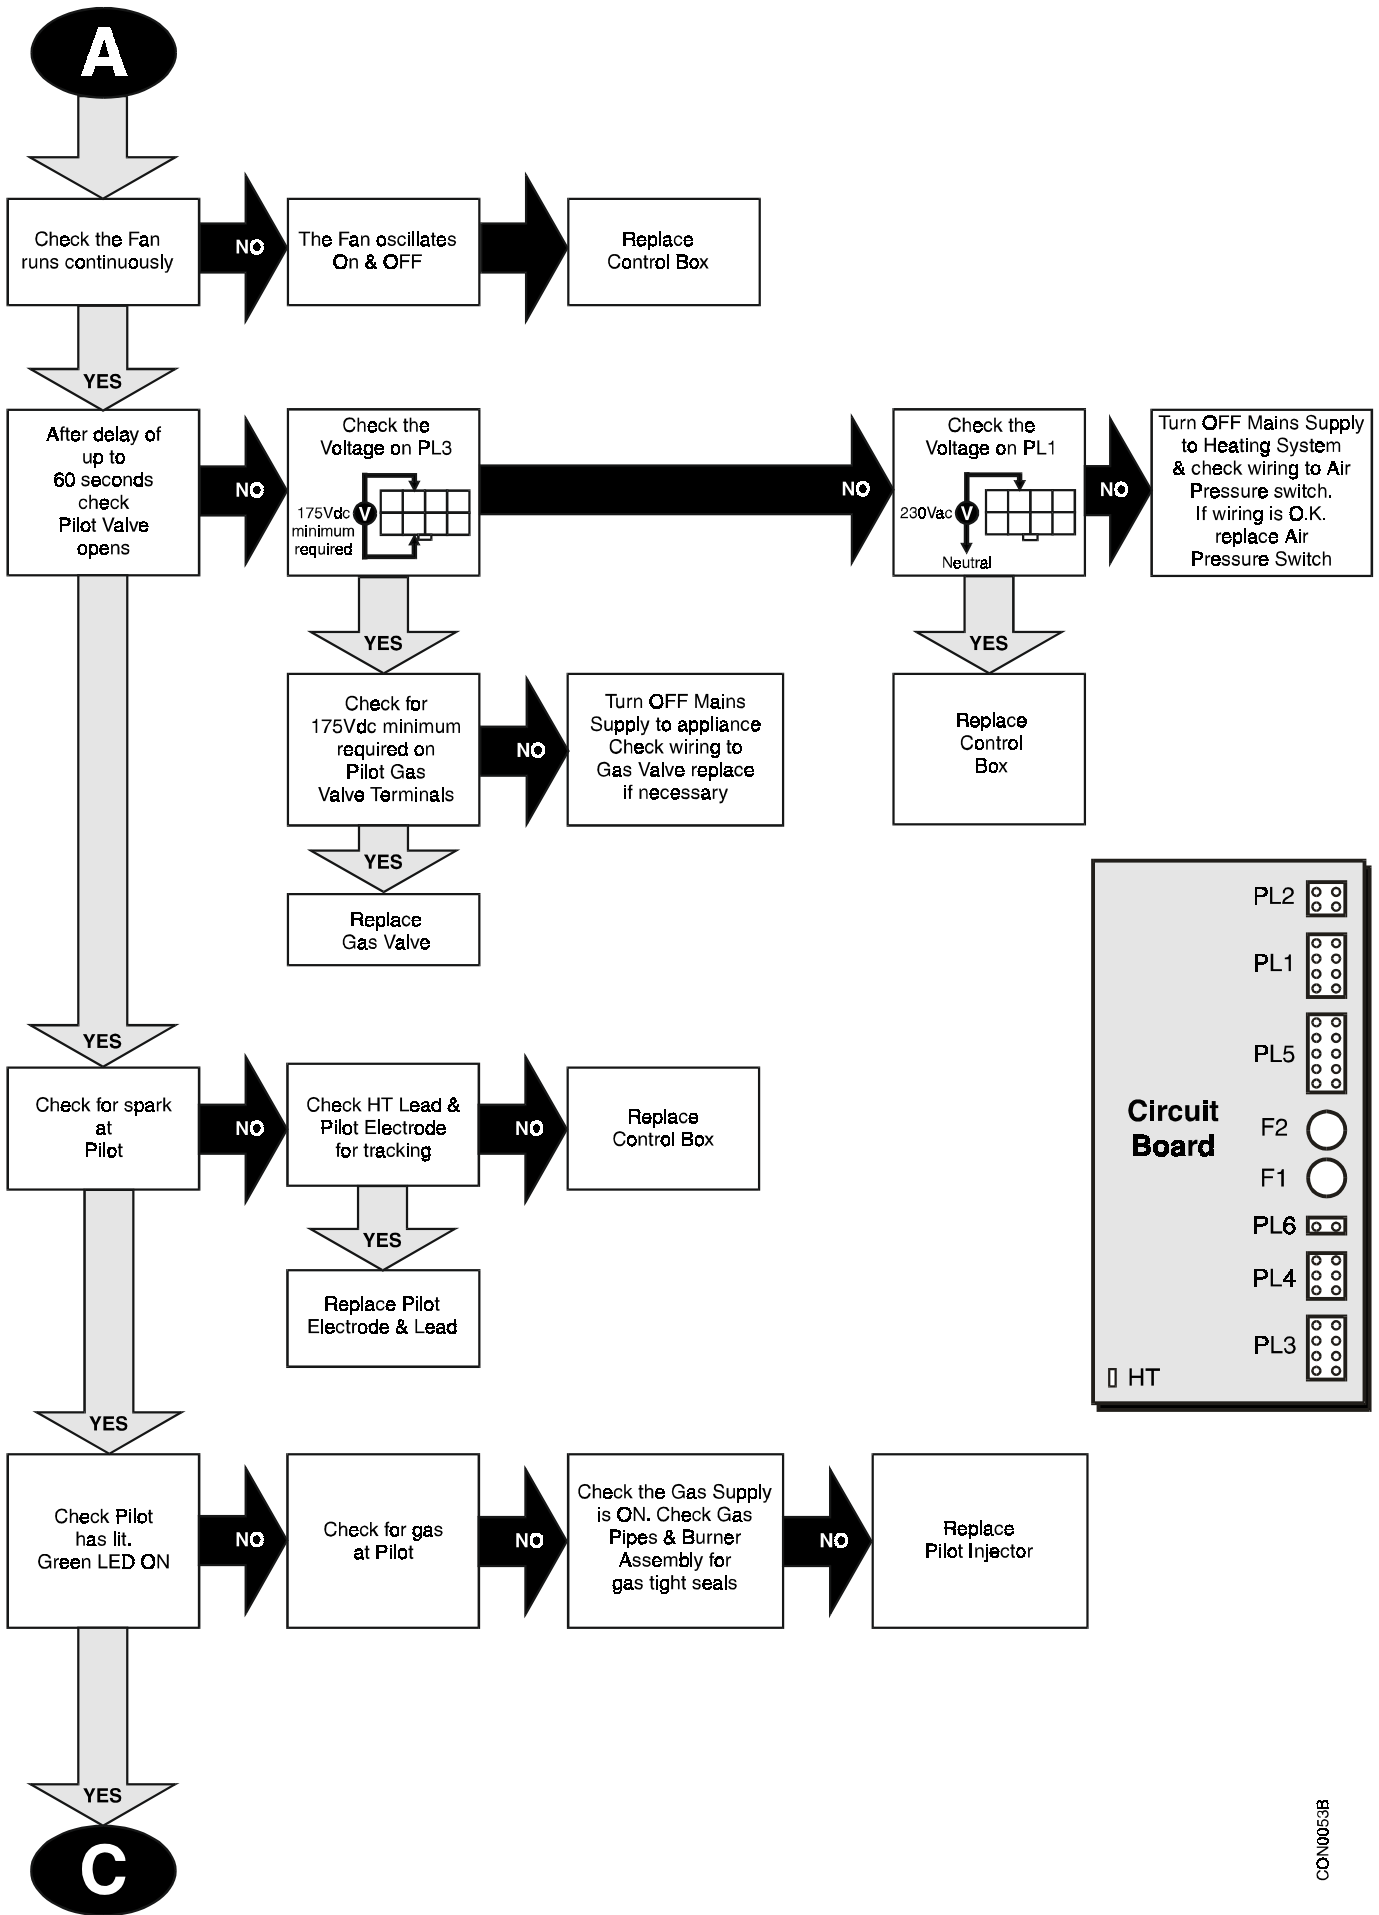 A
Check the Fan
runs continuously
NO
The Fan oscillates
On & OFF
Replace
Control Box
YES
After delay of
up to
60 seconds
check
Pilot Valve
opens
NO
Check the
Voltage on PL3
175Vdc
minimum
required
V
NO
Check the
Voltage on PL1
230Vac
V
Neutral
NO
Turn OFF Mains Supply
to Heating System
& check wiring to Air
Pressure switch.
If wiring is O.K.
replace Air
Pressure Switch
YES
YES
Check for
175Vdc minimum
required on
Pilot Gas
Valve Terminals
NO
Turn OFF Mains
Supply to appliance
Check wiring to
Gas Valve replace
if necessary
Replace
Control
Box
YES
Replace
Gas Valve
YES
Check for spark
at
Pilot
NO
Check HT Lead &
Pilot Electrode
for tracking
NO
Replace
Control Box
YES
Replace Pilot
Electrode & Lead
YES
Check Pilot
has lit.
Green LED ON
NO
Check for gas
at Pilot
NO
Check the Gas Supply
is ON. Check Gas
Pipes & Burner
Assembly for
gas tight seals
NO
Replace
Pilot Injector
YES
C
Circuit
Board
PL2
PL1
PL5
F2
F1
PL6
PL4
PL3
HT
CON0053B